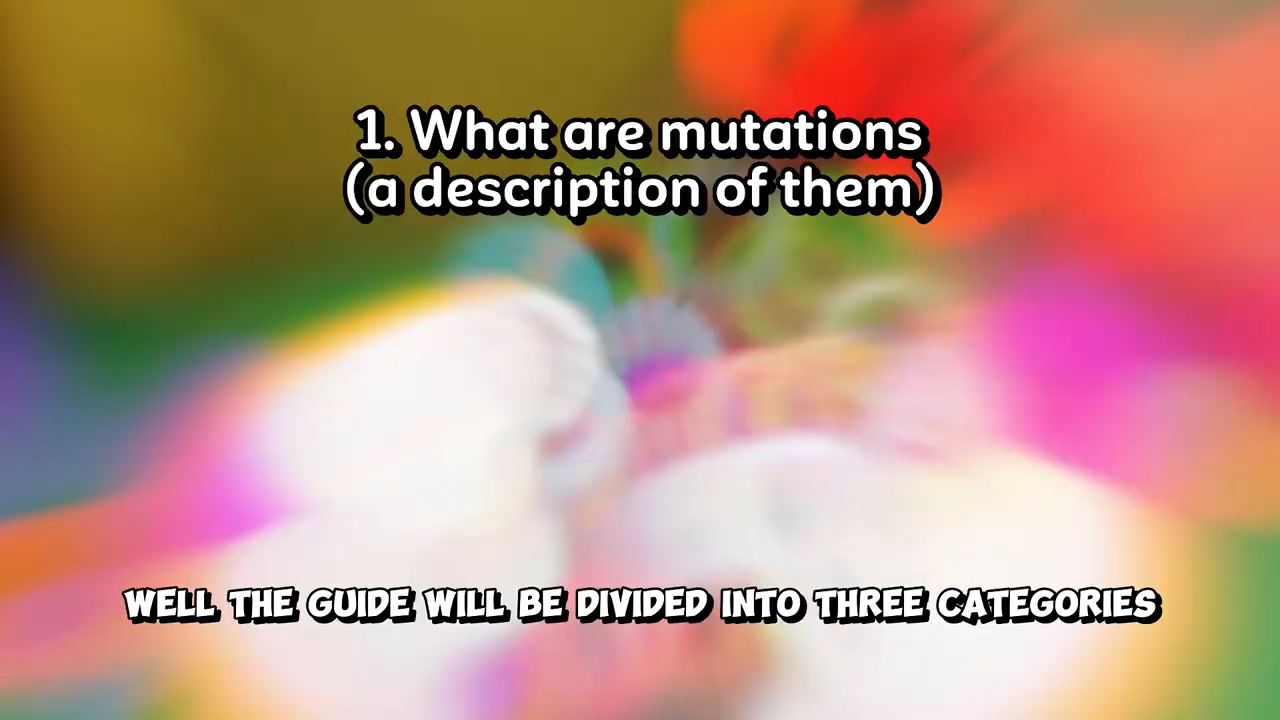 1. What are mutations
(a description of them)
WELL THE GUIDE WILL BE DIVIDED INTO THREE CATEGORIES